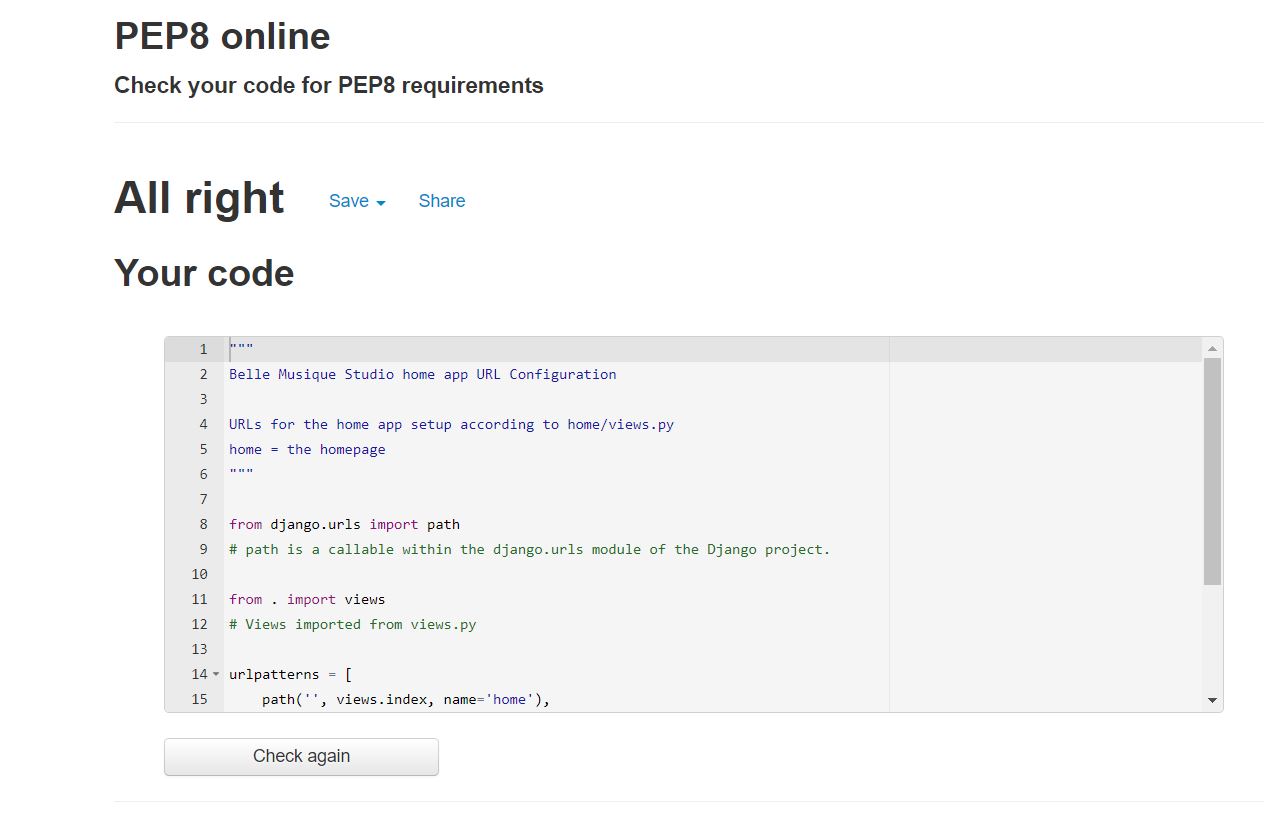 PEP8 online
Check your code for PEP8 requirements
All right Save Share
Your code
1 """
2 Belle Musique Studio home app URL Configuration
3
4 URLs for the home app setup according to home/views.py
5 home = the homepage
6 """
7
8 from django.urls import path
9 # path is a callable within the django.urls module of the Django project.
10
11 from . import views
12 # Views imported from views.py
13
14 urlpatterns = [
15     path('', views.index, name='home'),
Check again